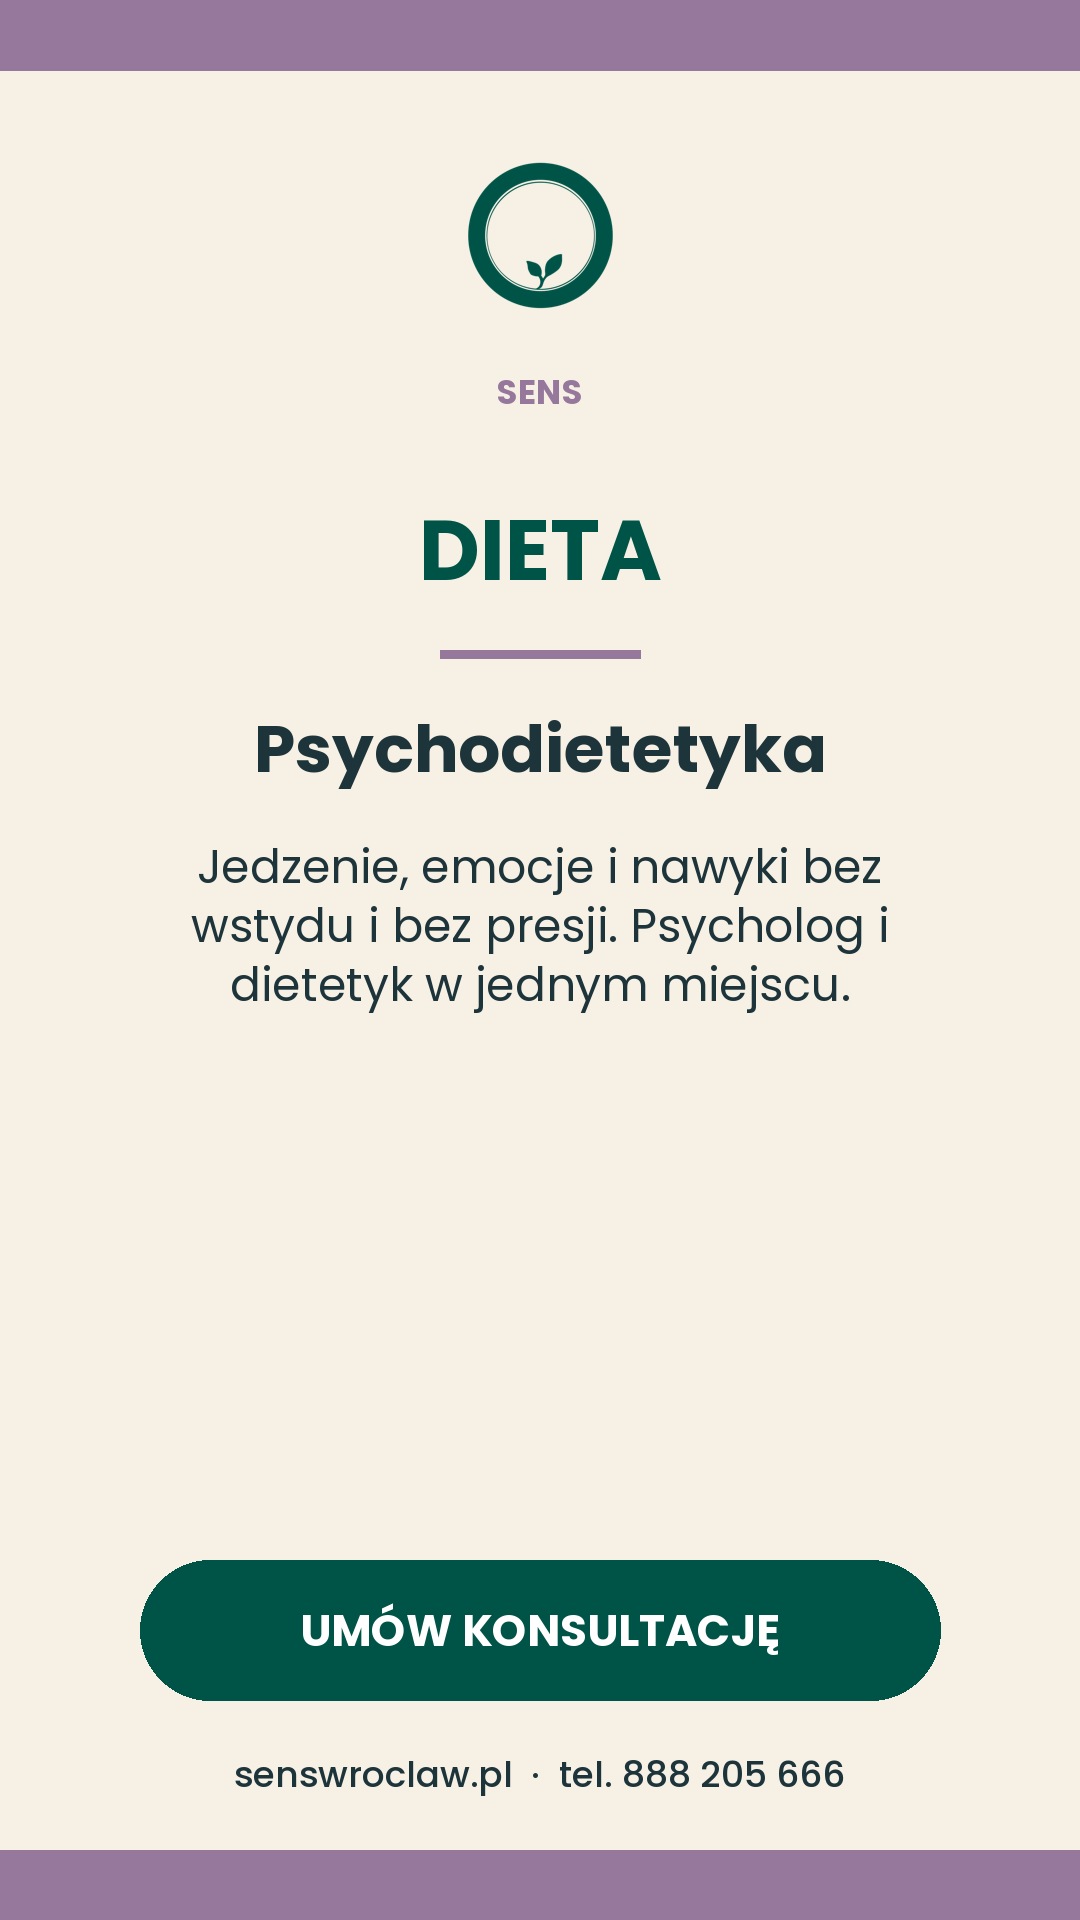 SENS
DIETA
Psychodietetyka
Jedzenie, emocje i nawyki bez
wstydu i bez presji. Psycholog i
dietetyk w jednym miejscu.
UMÓW KONSULTACJĘ
senswroclaw.pl · tel. 888 205 666